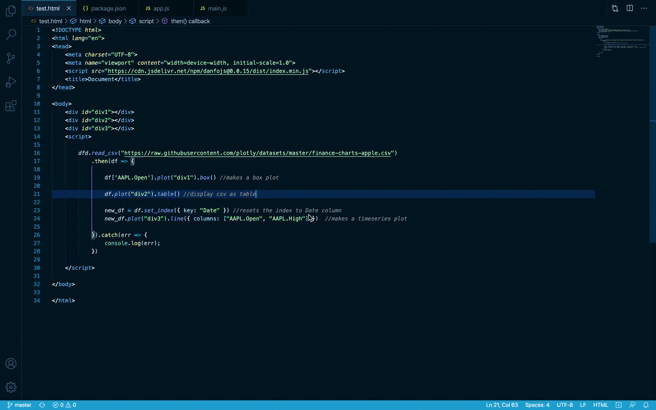 test.html × {} package.json JS app.js JS main.js
test.html > html > body > script > then() callback
1 <!DOCTYPE html>
2 <html lang="en">
3 <head>
4 <meta charset="UTF-8">
5 <meta name="viewport" content="width=device-width, initial-scale=1.0">
6 <script src="https://cdn.jsdelivr.net/npm/danfojs@0.0.15/dist/index.min.js"></script>
7 <title>Document</title>
8 </head>
9
10 <body>
11 <div id="div1"></div>
12 <div id="div2"></div>
13 <div id="div3"></div>
14 <script>
15
16 dfd.read_csv("https://raw.githubusercontent.com/plotly/datasets/master/finance-charts-apple.csv")
17 .then(df => {
18
19 df['AAPL.Open'].plot("div1").box() //makes a box plot
20
21 df.plot("div2").table() //display csv as table
22
23 new_df = df.set_index({ key: "Date" }) //resets the index to Date column
24 new_df.plot("div3").line({ columns: ["AAPL.Open", "AAPL.High"]}) //makes a timeseries plot
25
26 }).catch(err => {
27 console.log(err);
28 })
29
30 </script>
31
32 </body>
33
34 </html>
master 0 0 Ln 21, Col 63 Spaces: 4 UTF-8 LF HTML